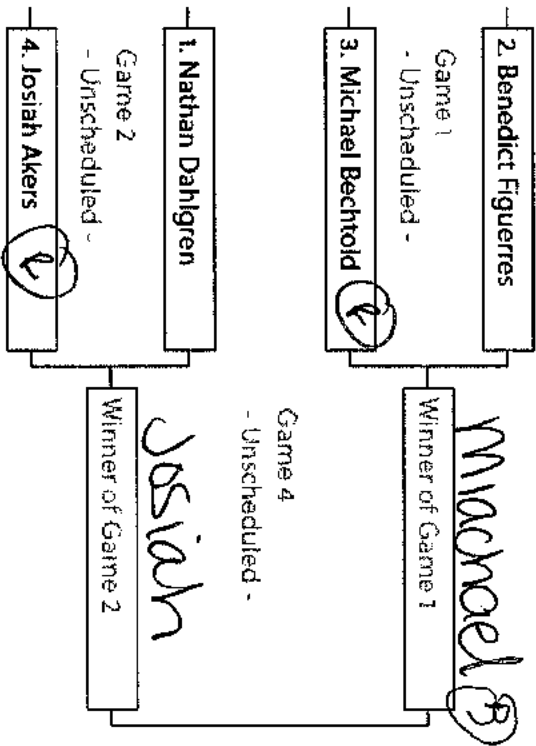 2. Benedict Figuerres
Game 1
- Unscheduled -
3. Michael Bechtold R
Miachael B
Winner of Game 1
Game 4
- Unscheduled -
1. Nathan Dahlgren
Game 2
- Unscheduled -
4. Josiah Akers R
Josiah
Winner of Game 2